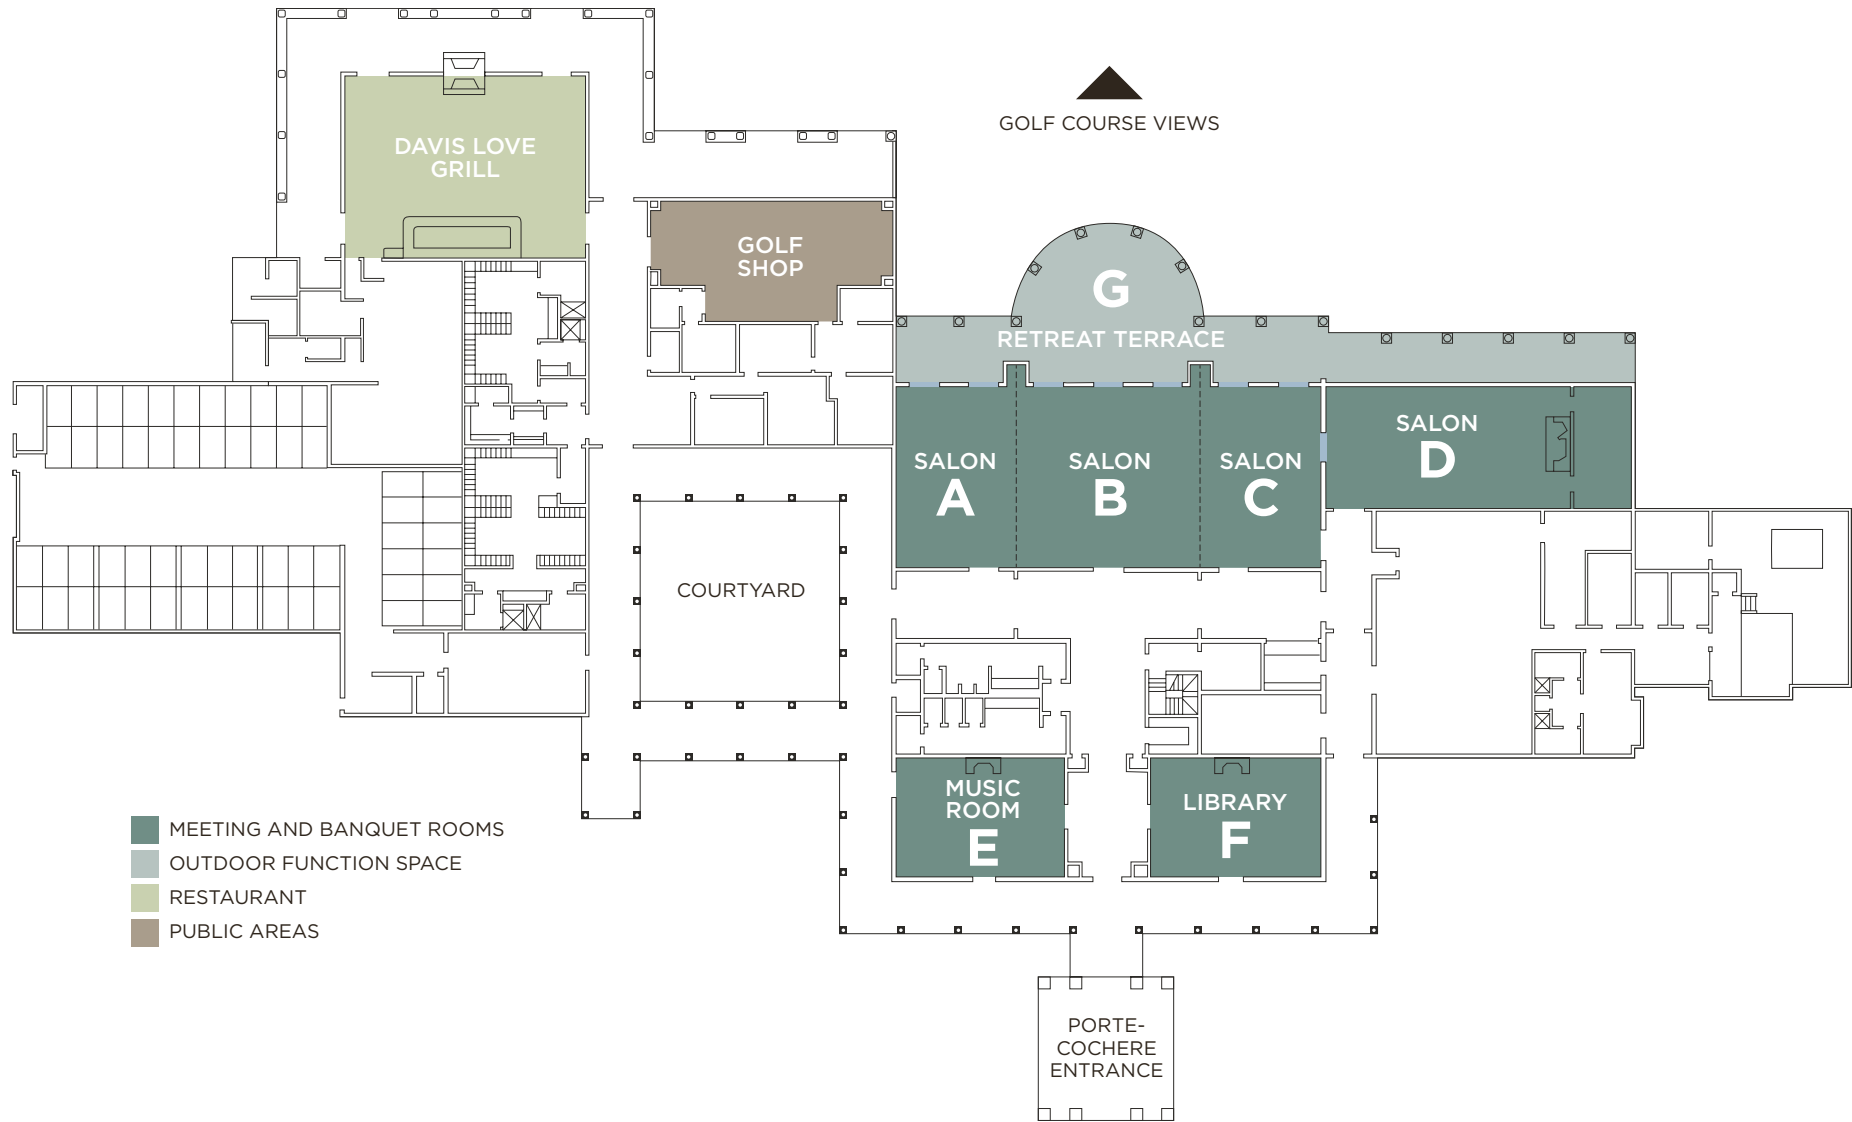 GOLF COURSE VIEWS
DAVIS LOVE
GRILL
GOLF
SHOP
G
RETREAT TERRACE
SALON
A
SALON
B
SALON
C
SALON
D
COURTYARD
MUSIC
ROOM
E
LIBRARY
F
MEETING AND BANQUET ROOMS
OUTDOOR FUNCTION SPACE
RESTAURANT
PUBLIC AREAS
PORTE-
COCHERE
ENTRANCE